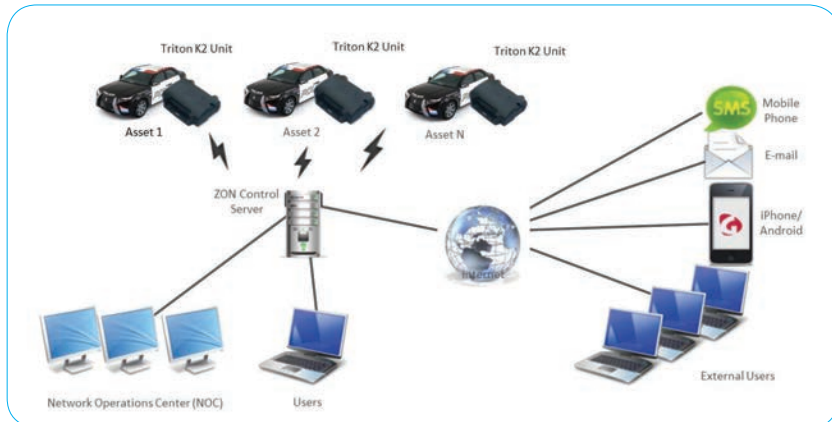 Triton K2 Unit
Triton K2 Unit
Triton K2 Unit
Asset 1
Asset 2
Asset N
ZON Control
Server
Internet
SMS
Mobile
Phone
E-mail
iPhone/
Android
External Users
Network Operations Center (NOC)
Users